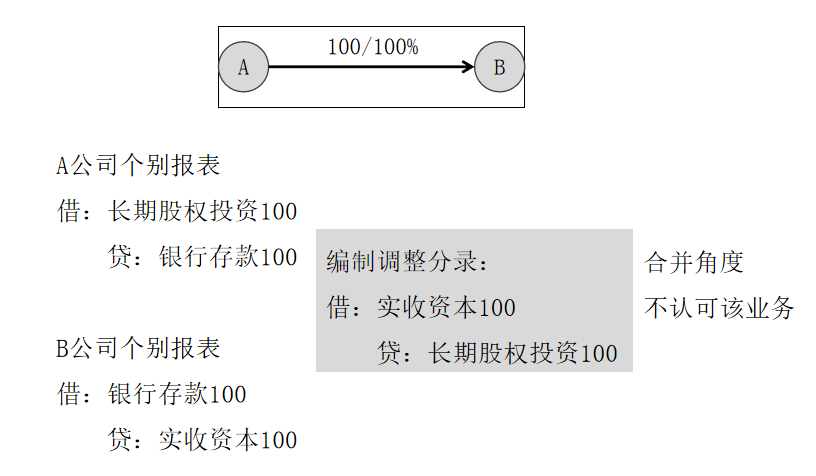 100/100%
A
B
A公司个别报表
借：长期股权投资100
贷：银行存款100
编制调整分录：
合并角度
借：实收资本100
不认可该业务
贷：长期股权投资100
B公司个别报表
借：银行存款100
贷：实收资本100